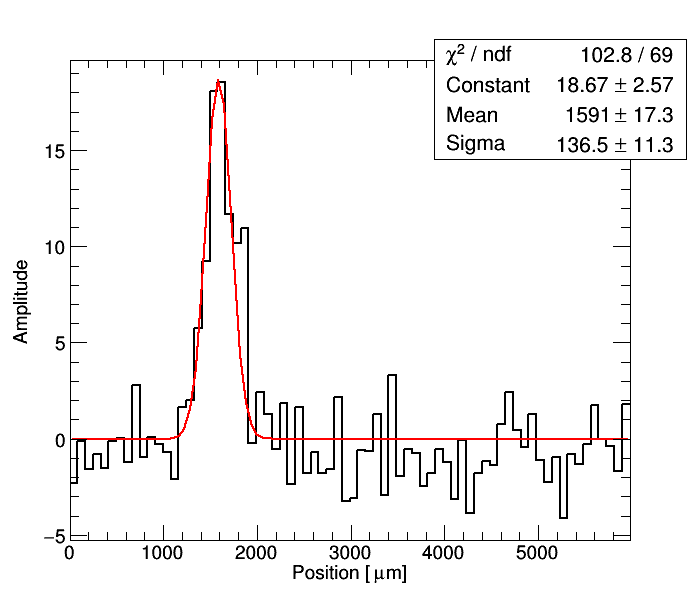 χ² / ndf 102.8 / 69
Constant 18.67 ± 2.57
Mean 1591 ± 17.3
Sigma 136.5 ± 11.3
Amplitude
15
10
5
0
−5
0 1000 2000 3000 4000 5000
Position [ μm]